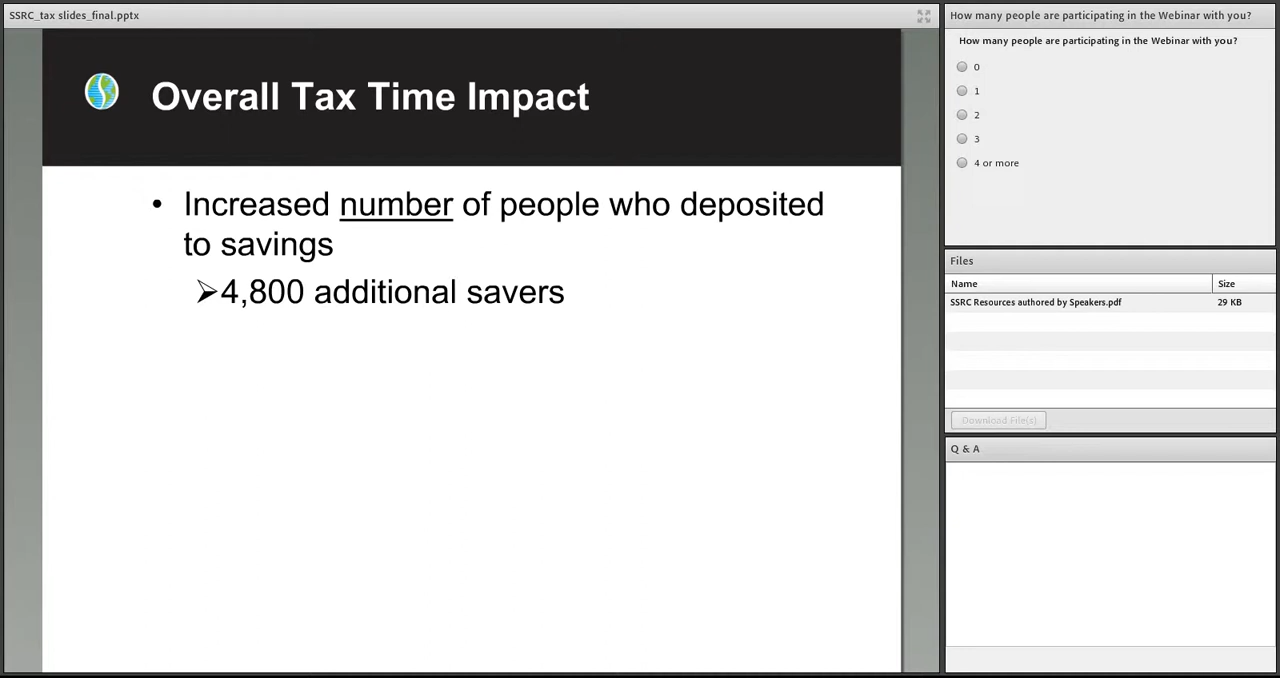 SSRC_tax slides_final.pptx
Overall Tax Time Impact
• Increased number of people who deposited
to savings
➢4,800 additional savers
How many people are participating in the Webinar with you?
How many people are participating in the Webinar with you?
0
1
2
3
4 or more
Files
Name Size
SSRC Resources authored by Speakers.pdf 29 KB
Download File(s)
Q & A